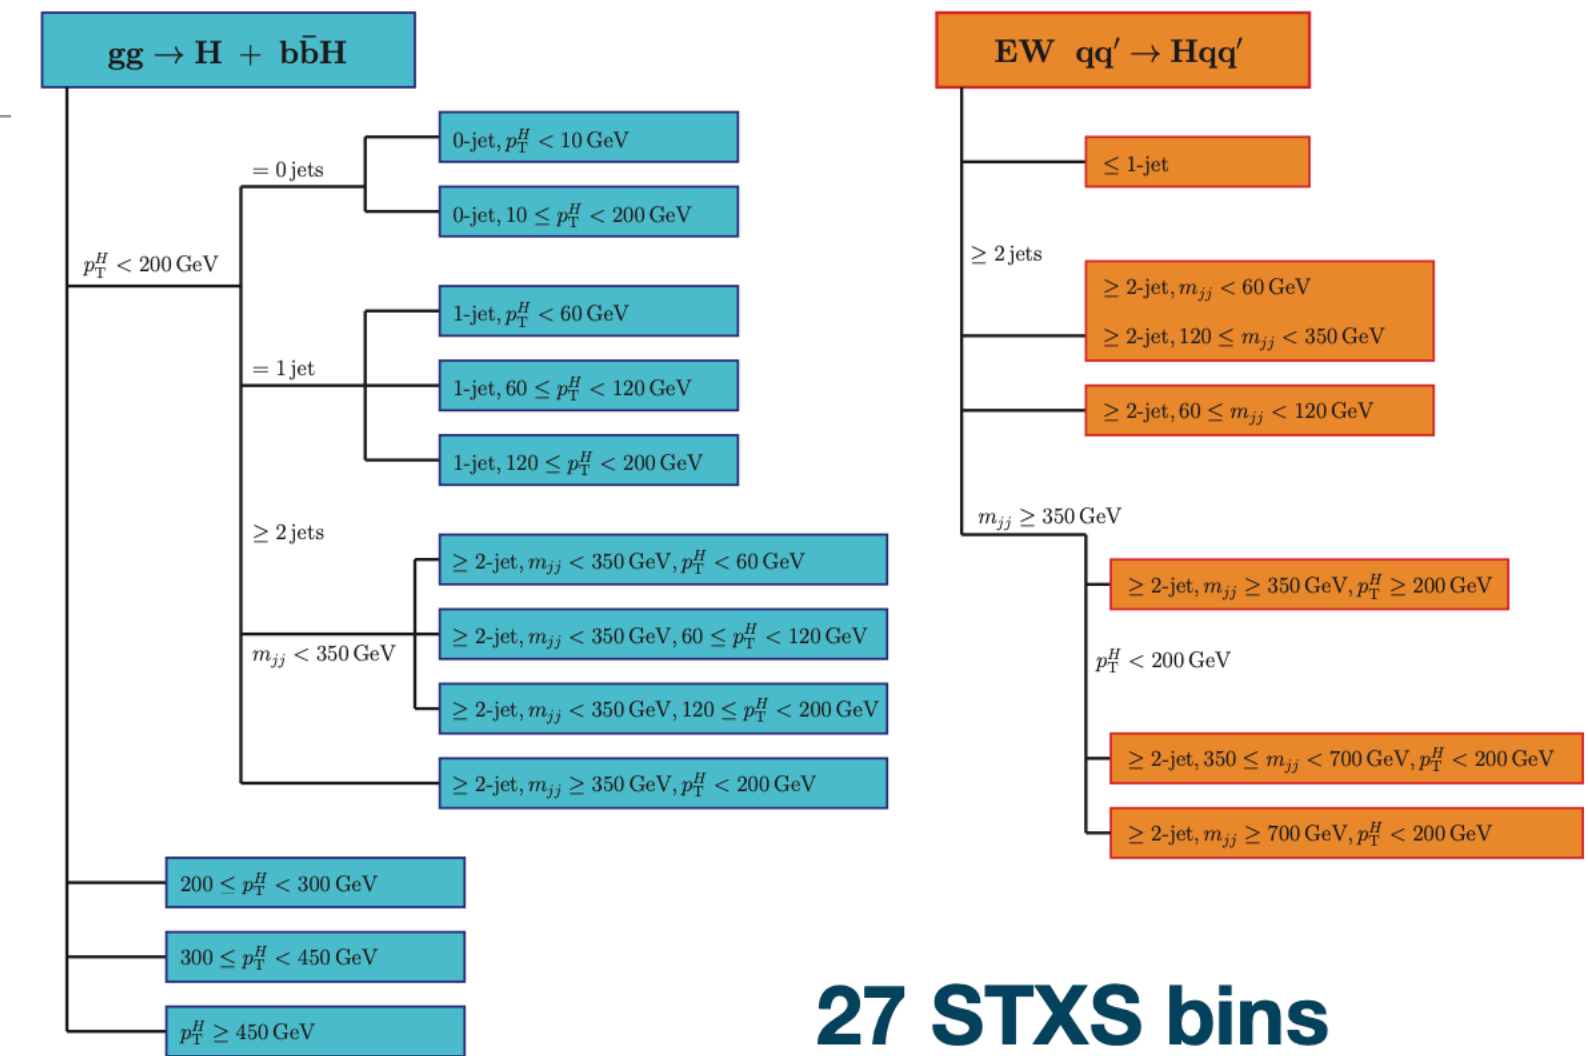 gg → H + bb̄H
= 0 jets
0-jet, p_T^H < 10 GeV
0-jet, 10 ≤ p_T^H < 200 GeV
p_T^H < 200 GeV
1-jet, p_T^H < 60 GeV
= 1 jet
1-jet, 60 ≤ p_T^H < 120 GeV
1-jet, 120 ≤ p_T^H < 200 GeV
≥ 2 jets
≥ 2-jet, m_jj < 350 GeV, p_T^H < 60 GeV
≥ 2-jet, m_jj < 350 GeV, 60 ≤ p_T^H < 120 GeV
m_jj < 350 GeV
≥ 2-jet, m_jj < 350 GeV, 120 ≤ p_T^H < 200 GeV
≥ 2-jet, m_jj ≥ 350 GeV, p_T^H < 200 GeV
200 ≤ p_T^H < 300 GeV
300 ≤ p_T^H < 450 GeV
p_T^H ≥ 450 GeV
EW qq′ → Hqq′
≤ 1-jet
≥ 2 jets
≥ 2-jet, m_jj < 60 GeV
≥ 2-jet, 120 ≤ m_jj < 350 GeV
≥ 2-jet, 60 ≤ m_jj < 120 GeV
m_jj ≥ 350 GeV
≥ 2-jet, m_jj ≥ 350 GeV, p_T^H ≥ 200 GeV
p_T^H < 200 GeV
≥ 2-jet, 350 ≤ m_jj < 700 GeV, p_T^H < 200 GeV
≥ 2-jet, m_jj ≥ 700 GeV, p_T^H < 200 GeV
27 STXS bins